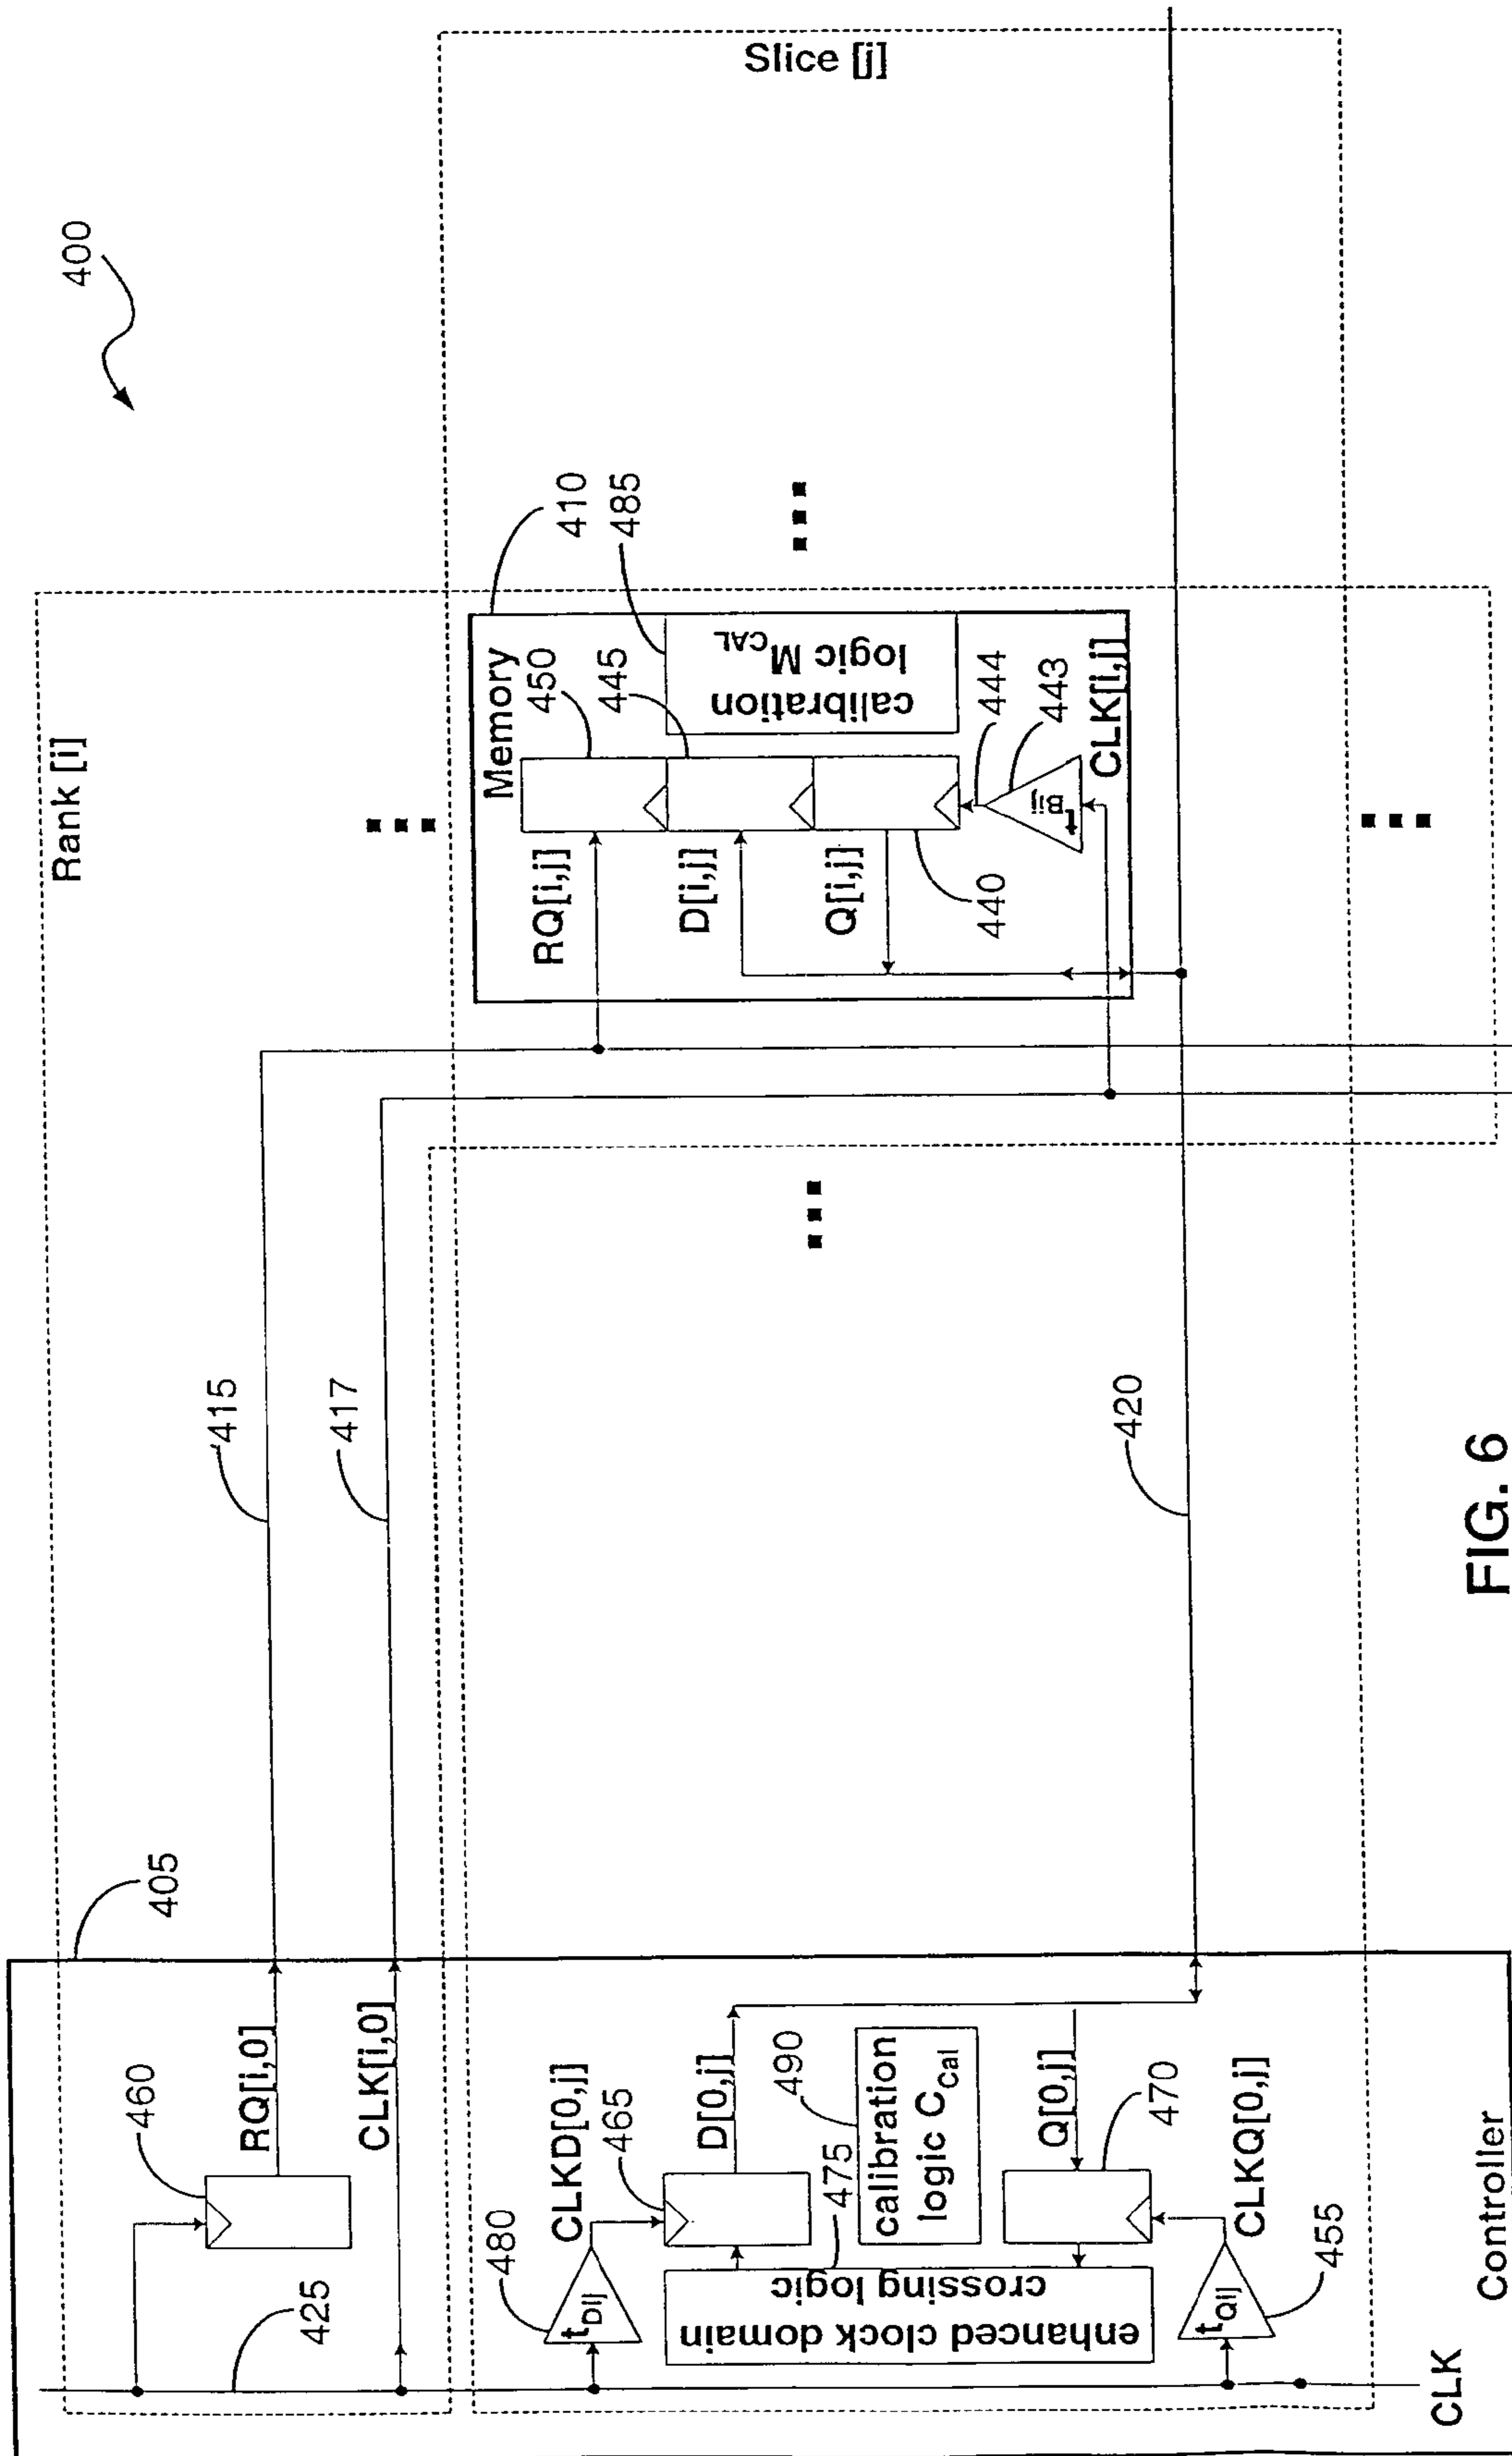 400
Rank [i]
Slice [j]
410
485
Memory
450
445
calibration
logic M_CAL
RQ[i,j]
D[i,j]
Q[i,j]
440
444
443
t_Bij
CLK[i,j]
415
417
420
405
460
RQ[i,0]
CLK[i,0]
425
480
t_Dij
CLKD[0,j]
465
D[0,j]
475
490
calibration
logic C_Cal
enhanced clock domain
crossing logic
Q[0,j]
470
CLKQ[0,j]
t_Qij
455
CLK
Controller
FIG. 6